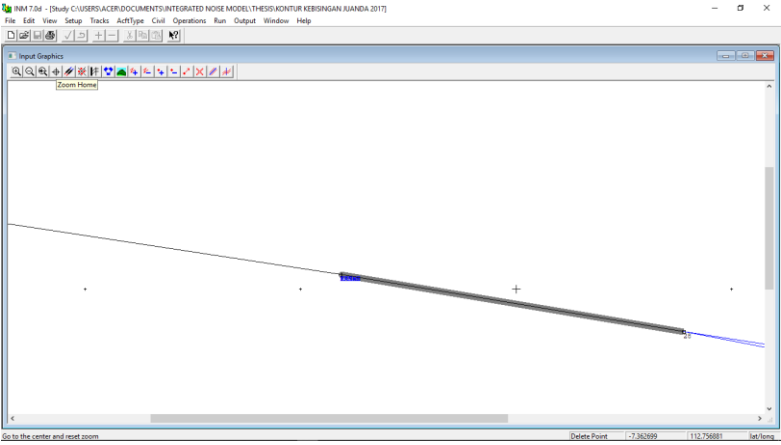 INM 7.0d - [Study C:\USERS\ACER\DOCUMENTS\INTEGRATED NOISE MODEL\THESIS\KONTUR KEBISINGAN JUANDA 2017]
File Edit View Setup Tracks AcftType Civil Operations Run Output Window Help
Input Graphics
Zoom Home
Go to the center and reset zoom Delete Point -7.362699 112.756881 lat/long